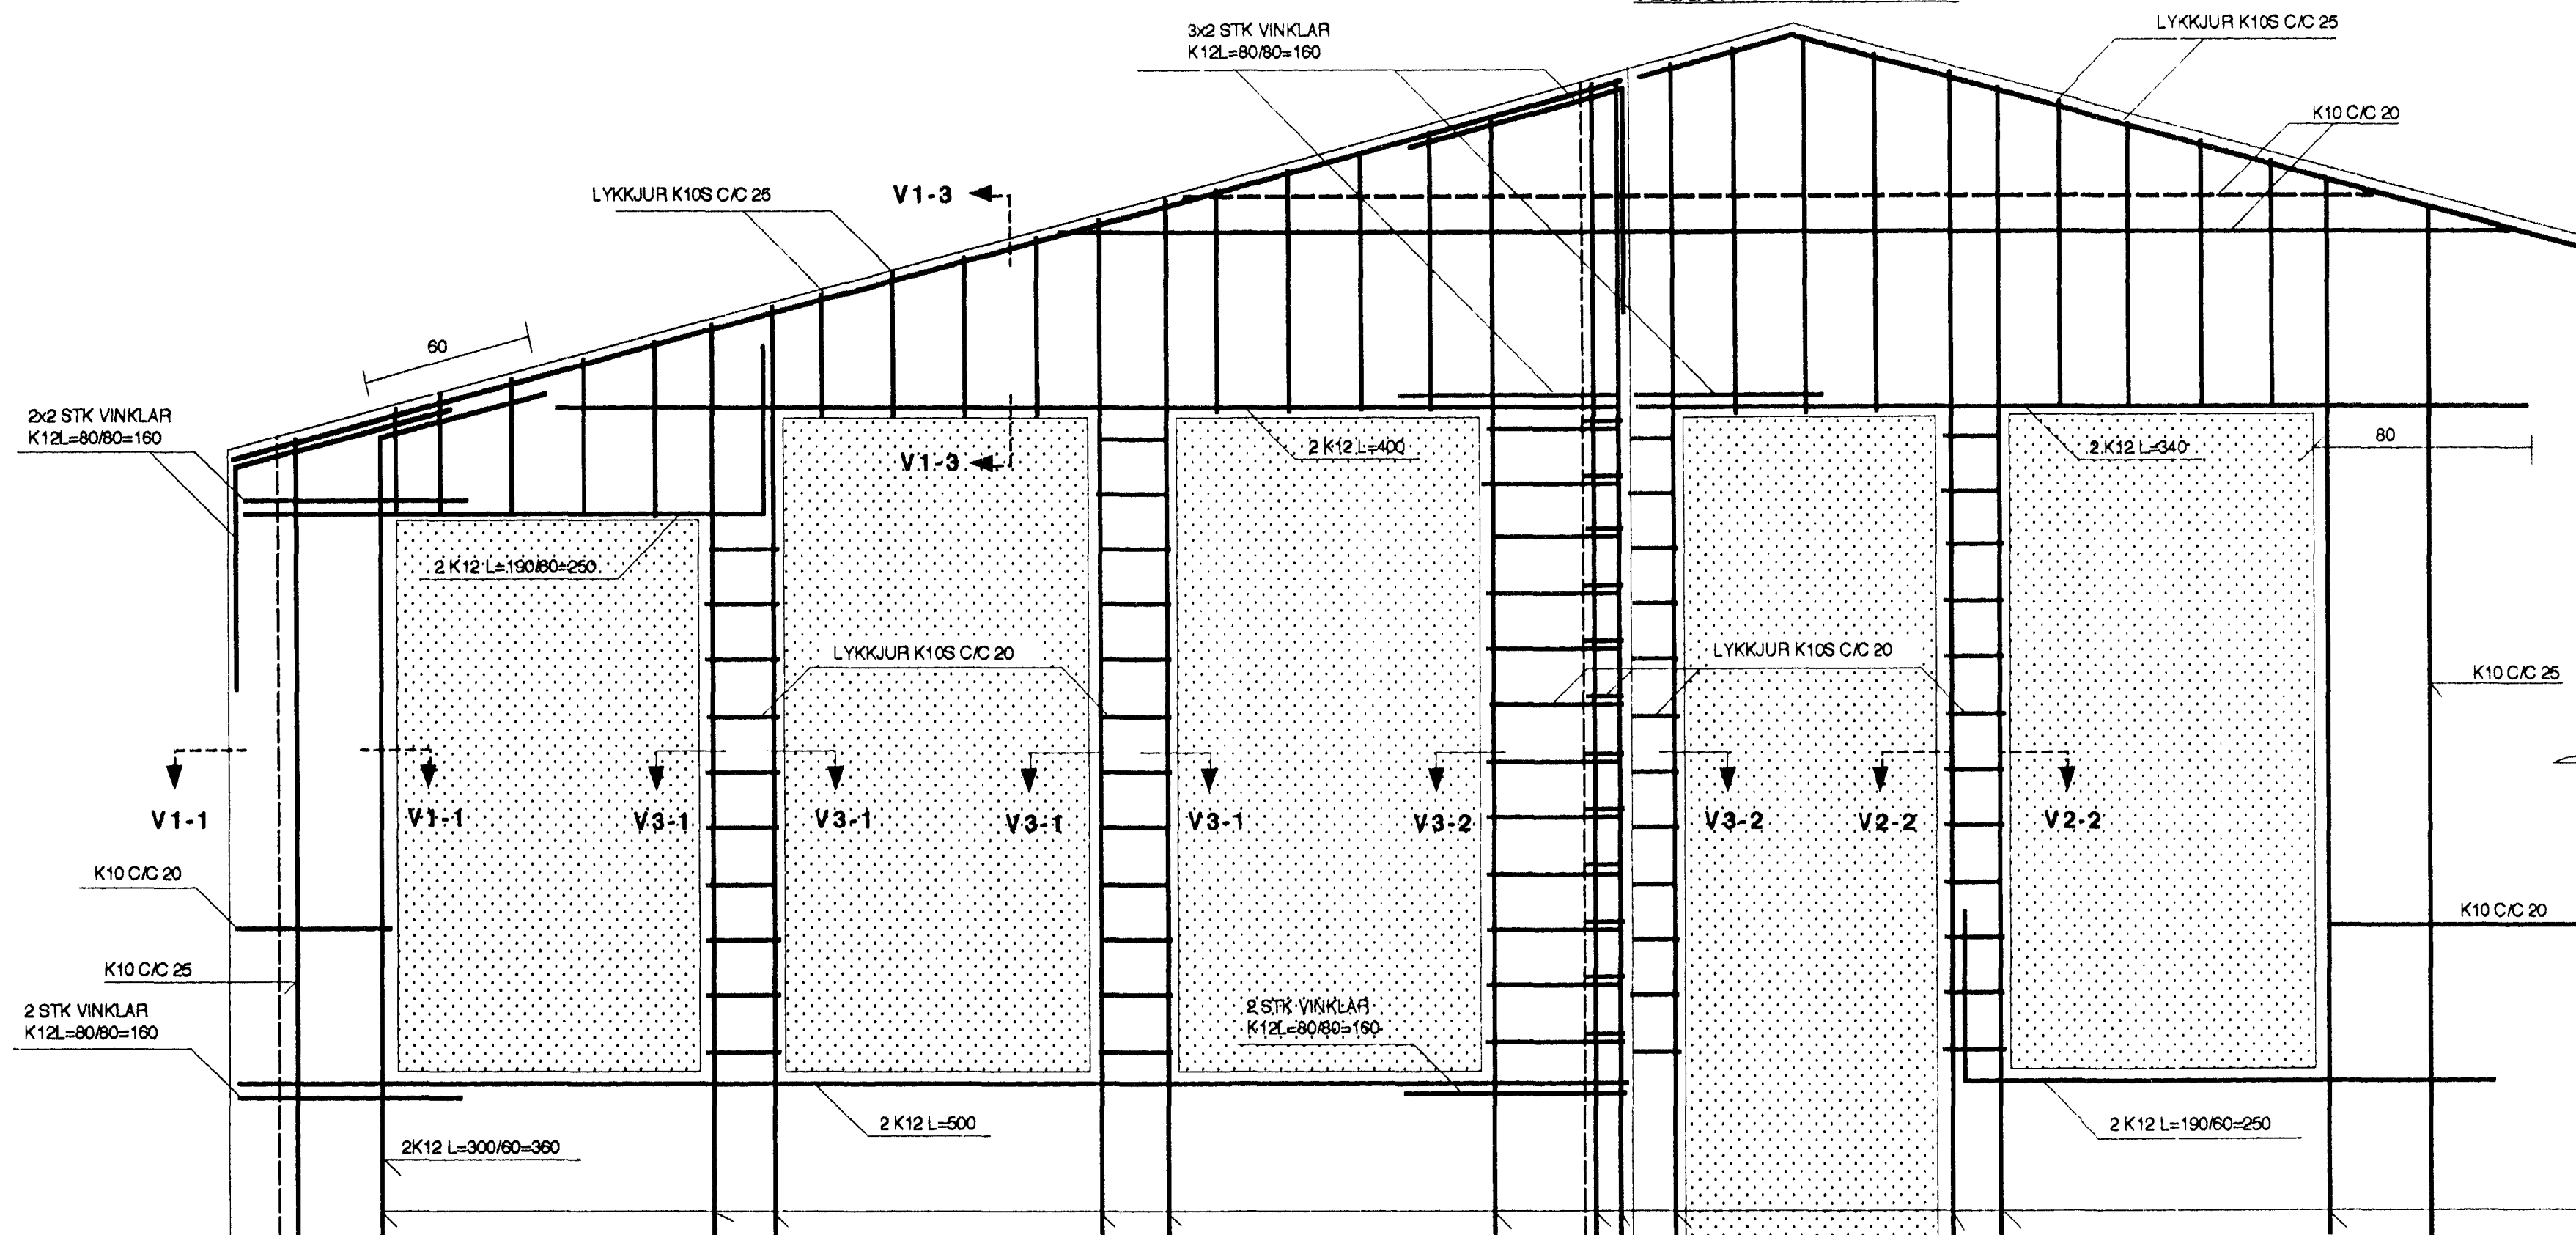 3x2 STK VINKLAR
K12L=80/80=160
LYKKJUR K10S C/C 25
K10 C/C 20
LYKKJUR K10S C/C 25
V1-3
60
2x2 STK VINKLAR
K12L=80/80=160
V1-3
2 K12 L=400
2 K12 L=340
80
2 K12 L=190/60=250
LYKKJUR K10S C/C 20
LYKKJUR K10S C/C 20
K10 C/C 25
V1-1
V1-1
V3-1
V3-1
V3-1
V3-1
V3-2
V3-2
V2-2
V2-2
K10 C/C 20
K10 C/C 20
K10 C/C 25
2 STK VINKLAR
K12L=80/80=160
2 STK VINKLAR
K12L=80/80=160
2 K12 L=500
2 K12 L=190/60=250
2K12 L=300/60=360